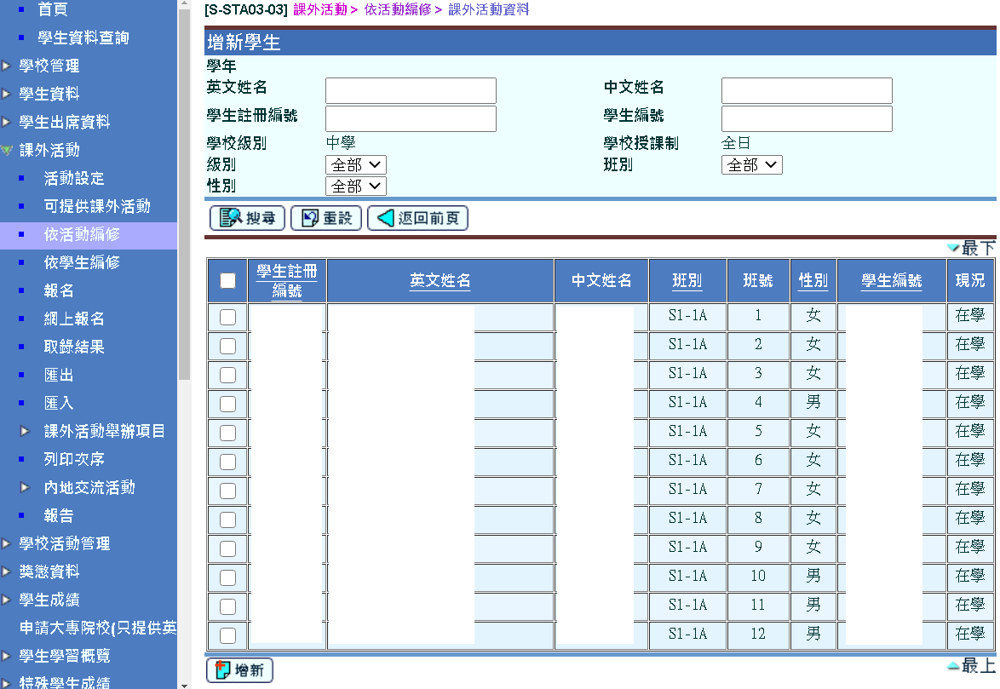 首頁
學生資料查詢
學校管理
學生資料
學生出席資料
課外活動
活動設定
可提供課外活動
依活動編修
依學生編修
報名
網上報名
取錄結果
匯出
匯入
課外活動舉辦項目
列印次序
內地交流活動
報告
學校活動管理
獎懲資料
學生成績
申請大專院校(只提供英
學生學習概覽
特殊學生成績
[S-STA03-03] 課外活動 > 依活動編修 > 課外活動資料
增新學生
學年
英文姓名 中文姓名
學生註冊編號 學生編號
學校級別 中學 學校授課制 全日
級別 全部 班別 全部
性別 全部
搜尋 重設 返回前頁
最下
學生註冊編號 英文姓名 中文姓名 班別 班號 性別 學生編號 現況
S1-1A 1 女 在學
S1-1A 2 女 在學
S1-1A 3 女 在學
S1-1A 4 男 在學
S1-1A 5 女 在學
S1-1A 6 女 在學
S1-1A 7 女 在學
S1-1A 8 女 在學
S1-1A 9 女 在學
S1-1A 10 男 在學
S1-1A 11 男 在學
S1-1A 12 男 在學
增新 最上